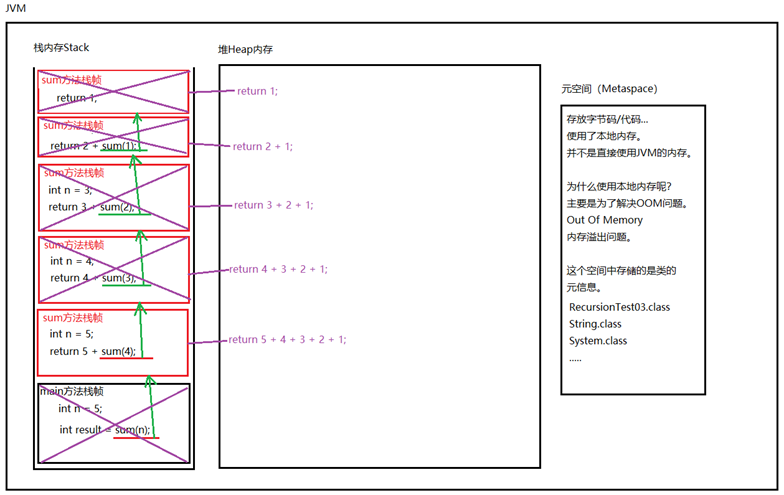 JVM
栈内存Stack
sum方法栈帧
return 1;
sum方法栈帧
return 2 + sum(1);
sum方法栈帧
int n = 3;
return 3 + sum(2);
sum方法栈帧
int n = 4;
return 4 + sum(3);
sum方法栈帧
int n = 5;
return 5 + sum(4);
main方法栈帧
int n = 5;
int result = sum(n);
堆Heap内存
return 1;
return 2 + 1;
return 3 + 2 + 1;
return 4 + 3 + 2 + 1;
return 5 + 4 + 3 + 2 + 1;
元空间（Metaspace）
存放字节码/代码...
使用了本地内存。
并不是直接使用JVM的内存。
为什么使用本地内存呢？
主要是为了解决OOM问题。
Out Of Memory
内存溢出问题。
这个空间中存储的是类的
元信息。
RecursionTest03.class
String.class
System.class
.....